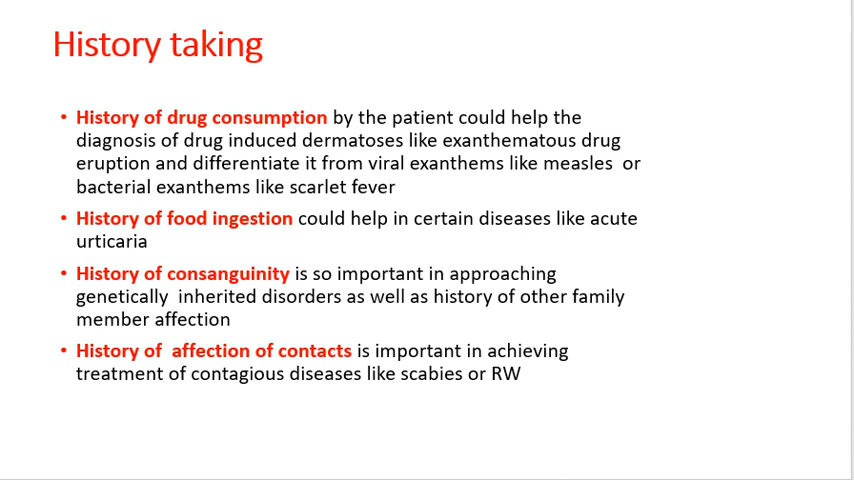 History taking
• History of drug consumption by the patient could help the
diagnosis of drug induced dermatoses like exanthematous drug
eruption and differentiate it from viral exanthems like measles or
bacterial exanthems like scarlet fever
• History of food ingestion could help in certain diseases like acute
urticaria
• History of consanguinity is so important in approaching
genetically inherited disorders as well as history of other family
member affection
• History of affection of contacts is important in achieving
treatment of contagious diseases like scabies or RW